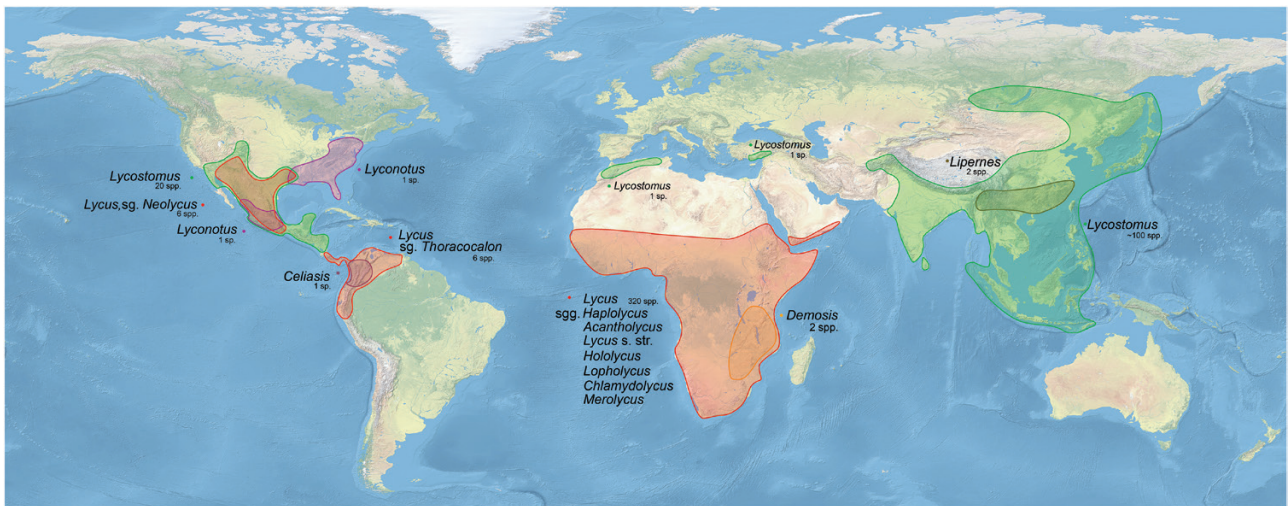 Lycostomus
20 spp.
Lycus,sg. Neolycus
6 spp.
Lyconotus
1 sp.
Lyconotus
1 sp.
Lycus
sg. Thoracocalon
6 spp.
Celiasis
1 sp.
Lycostomus
1 sp.
Lycostomus
1 sp.
Lipernes
2 spp.
Lycostomus
~100 spp.
Lycus 320 spp.
sgg. Haplolycus
Acantholycus
Lycus s. str.
Hololycus
Lopholycus
Chlamydolycus
Merolycus
Demosis
2 spp.